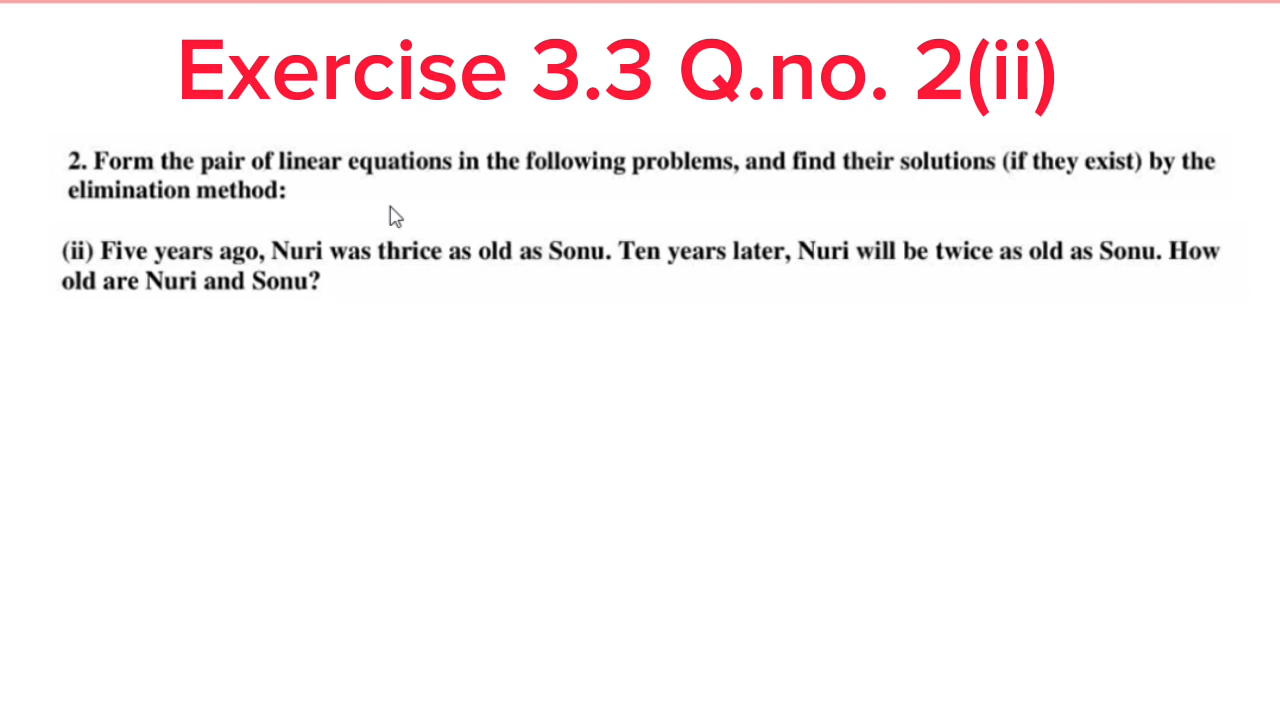 Exercise 3.3 Q.no. 2(ii)
2. Form the pair of linear equations in the following problems, and find their solutions (if they exist) by the
elimination method:
(ii) Five years ago, Nuri was thrice as old as Sonu. Ten years later, Nuri will be twice as old as Sonu. How
old are Nuri and Sonu?